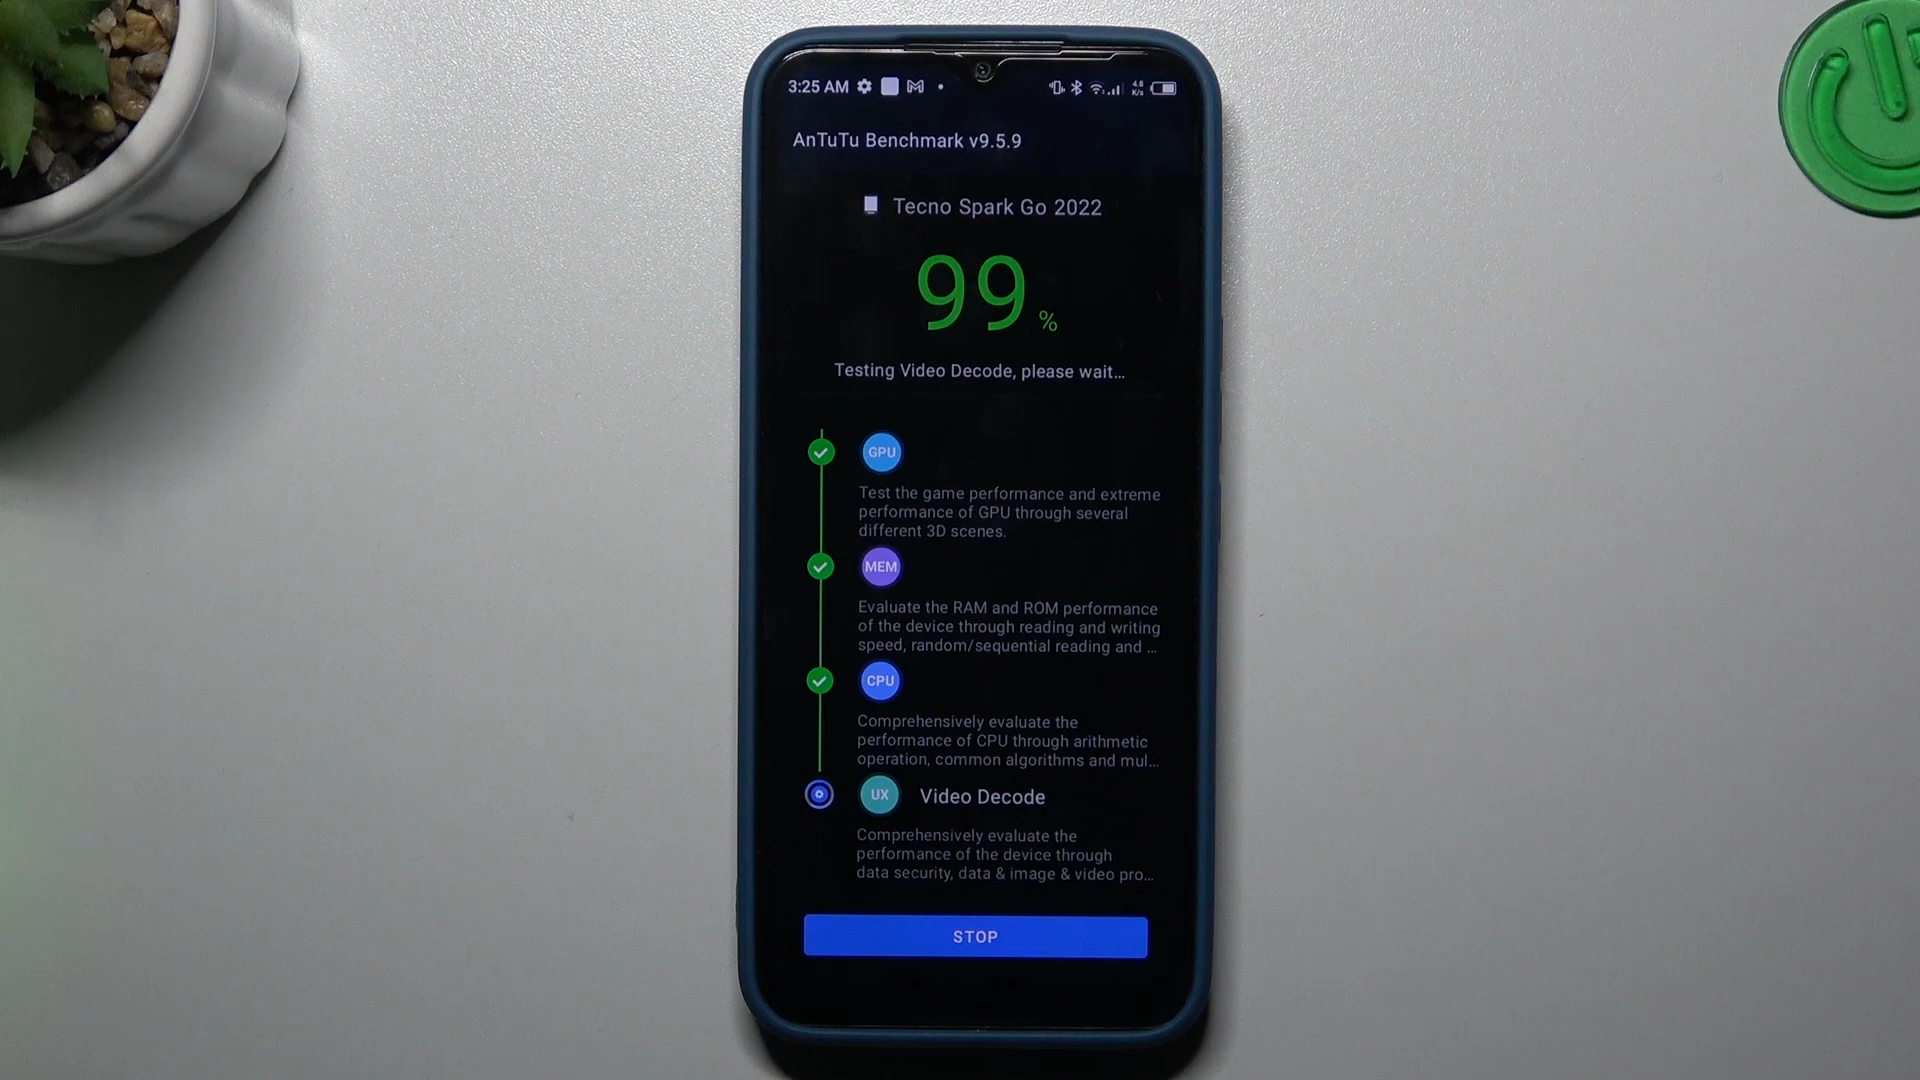 3:25 AM
4.8
K/s
AnTuTu Benchmark v9.5.9
Tecno Spark Go 2022
99 %
Testing Video Decode, please wait...
GPU
Test the game performance and extreme
performance of GPU through several
different 3D scenes.
MEM
Evaluate the RAM and ROM performance
of the device through reading and writing
speed, random/sequential reading and ...
CPU
Comprehensively evaluate the
performance of CPU through arithmetic
operation, common algorithms and mul...
UX Video Decode
Comprehensively evaluate the
performance of the device through
data security, data & image & video pro...
STOP